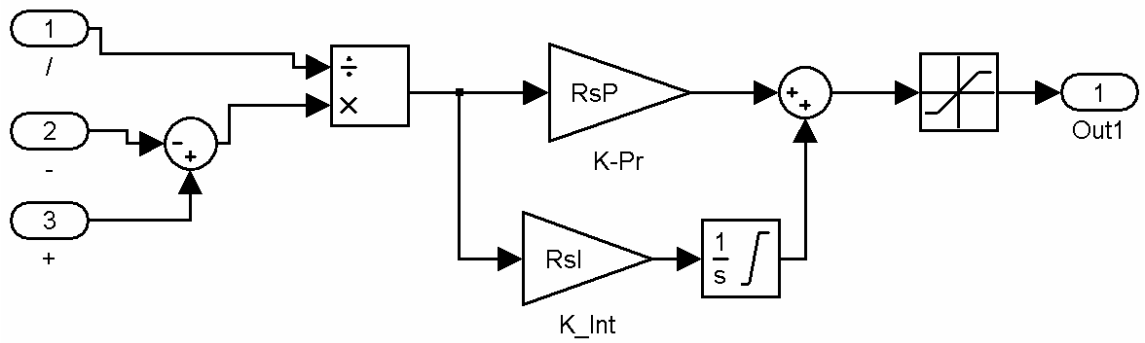 1
/
2
-
3
+
-
+
÷
×
RsP
K-Pr
RsI
K_Int
1
s
+
+
1
Out1